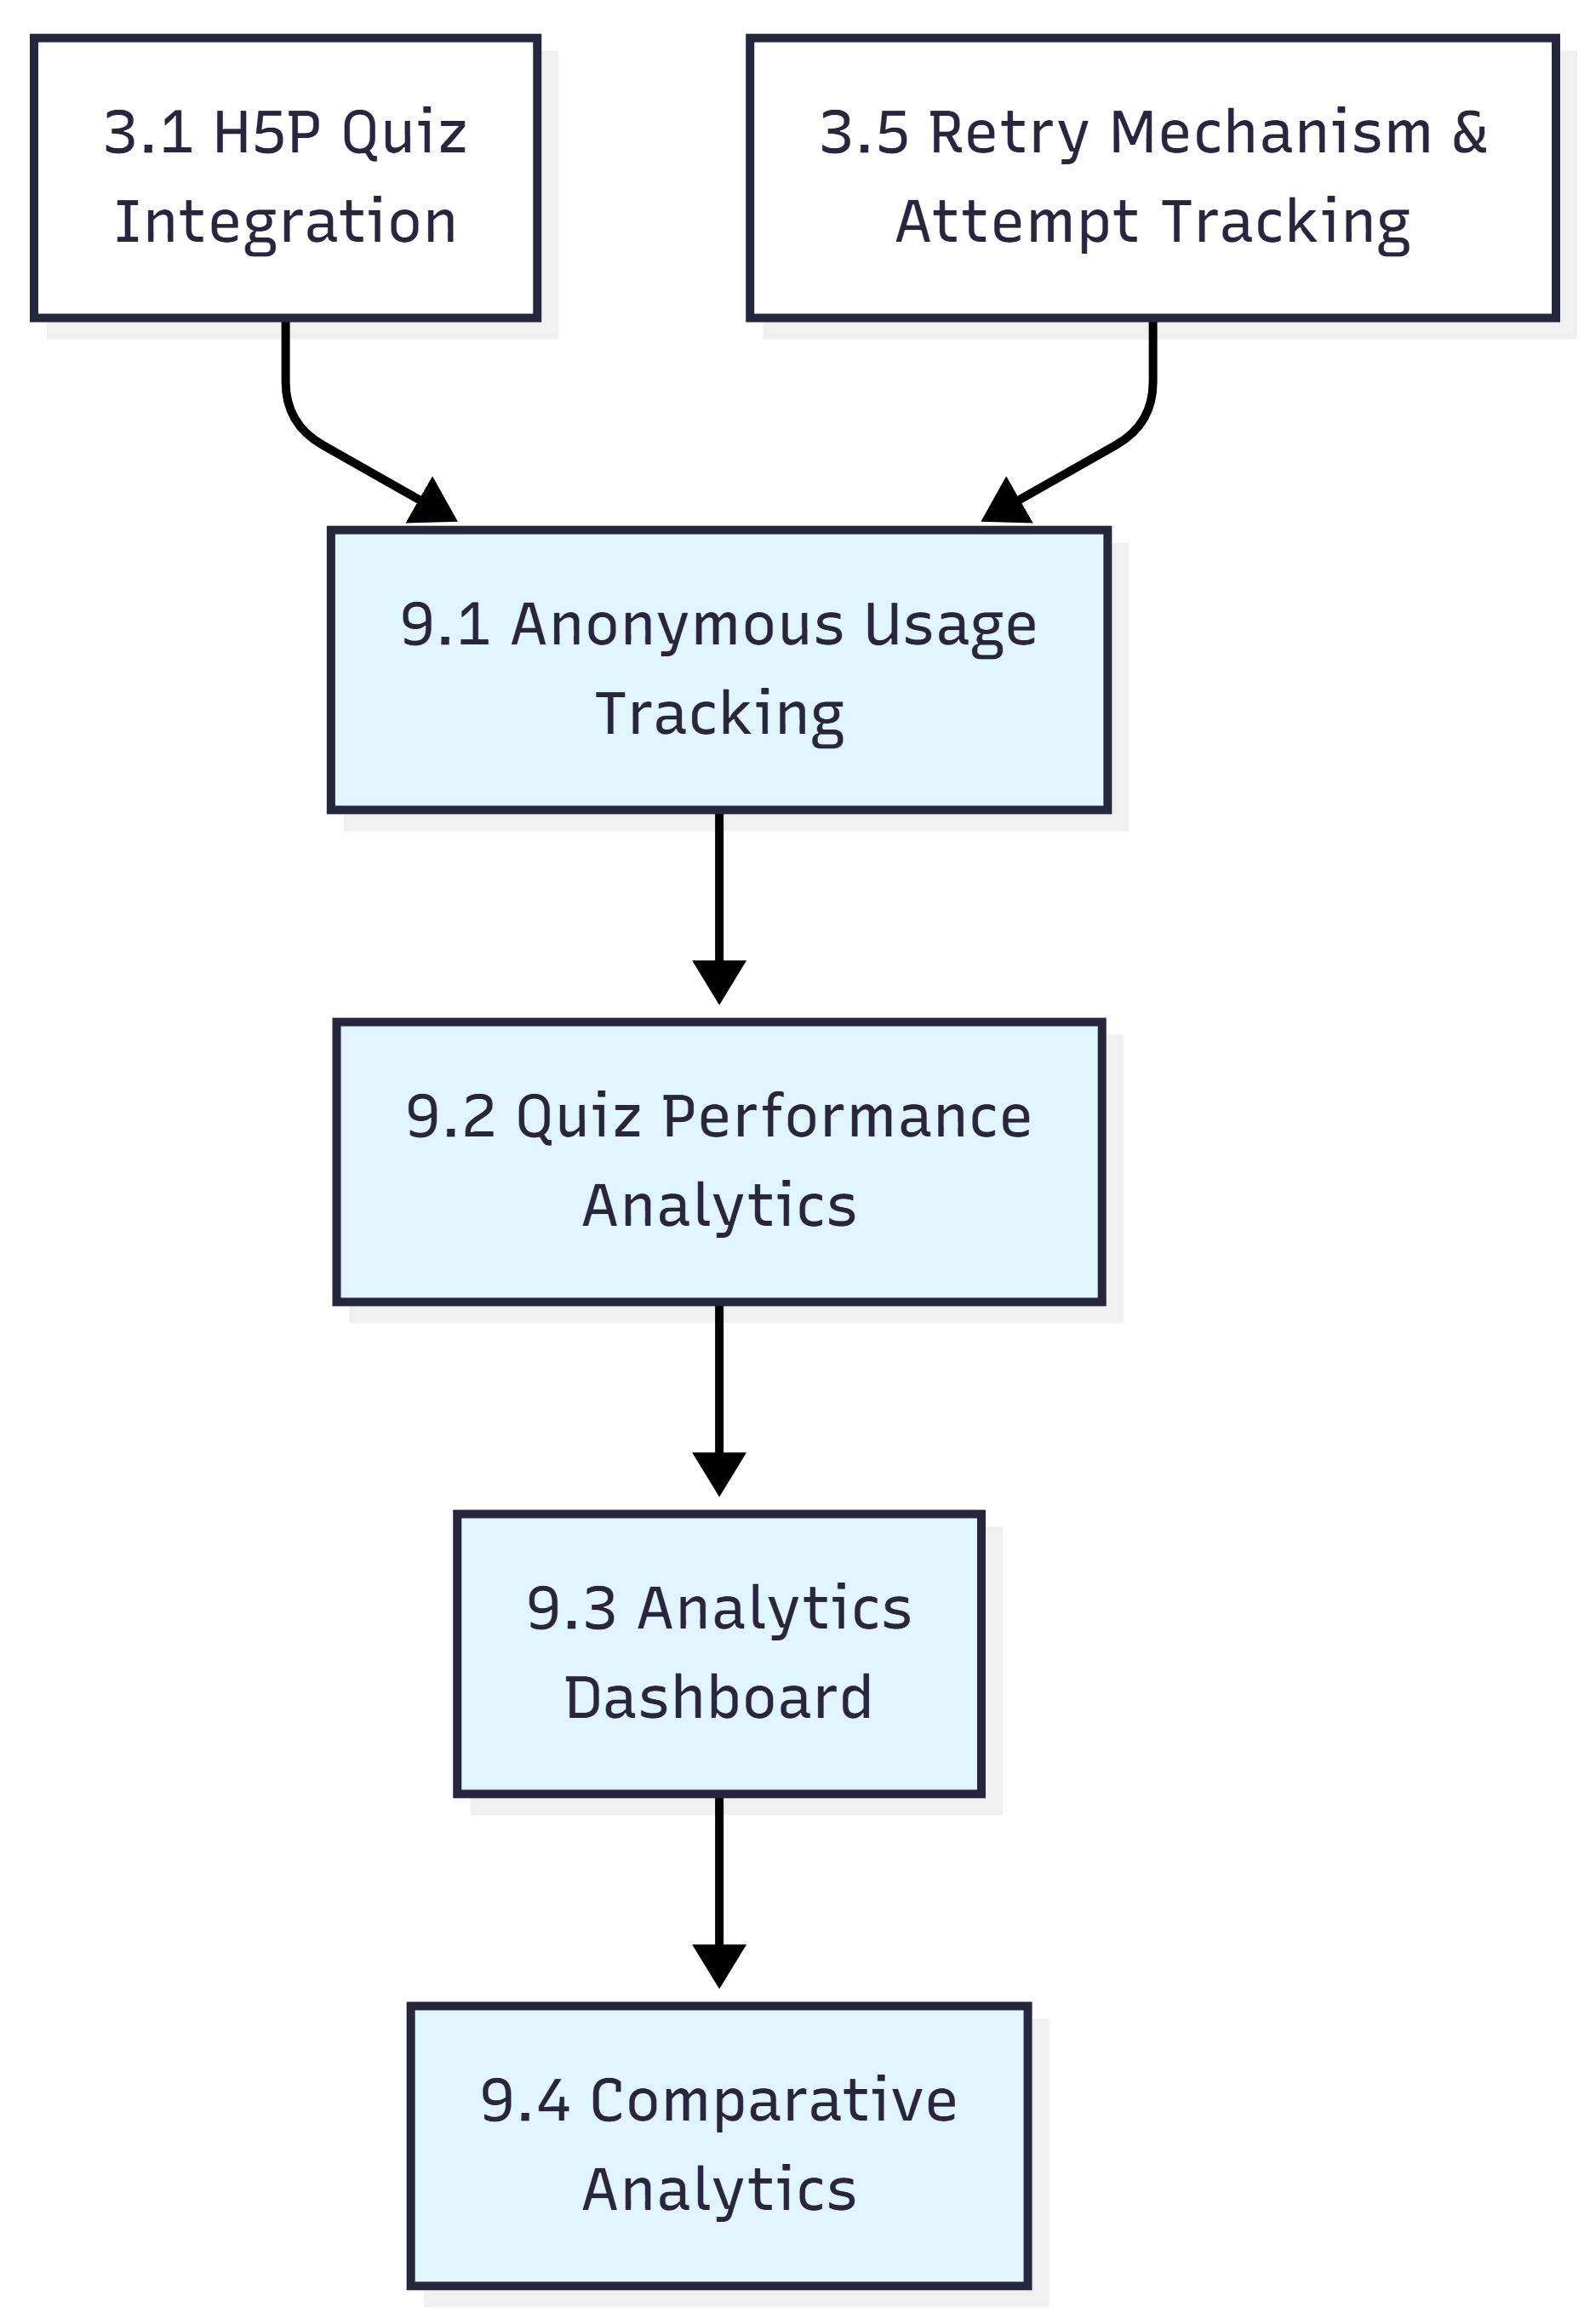 3.1 H5P Quiz
Integration
3.5 Retry Mechanism &
Attempt Tracking
9.1 Anonymous Usage
Tracking
9.2 Quiz Performance
Analytics
9.3 Analytics
Dashboard
9.4 Comparative
Analytics